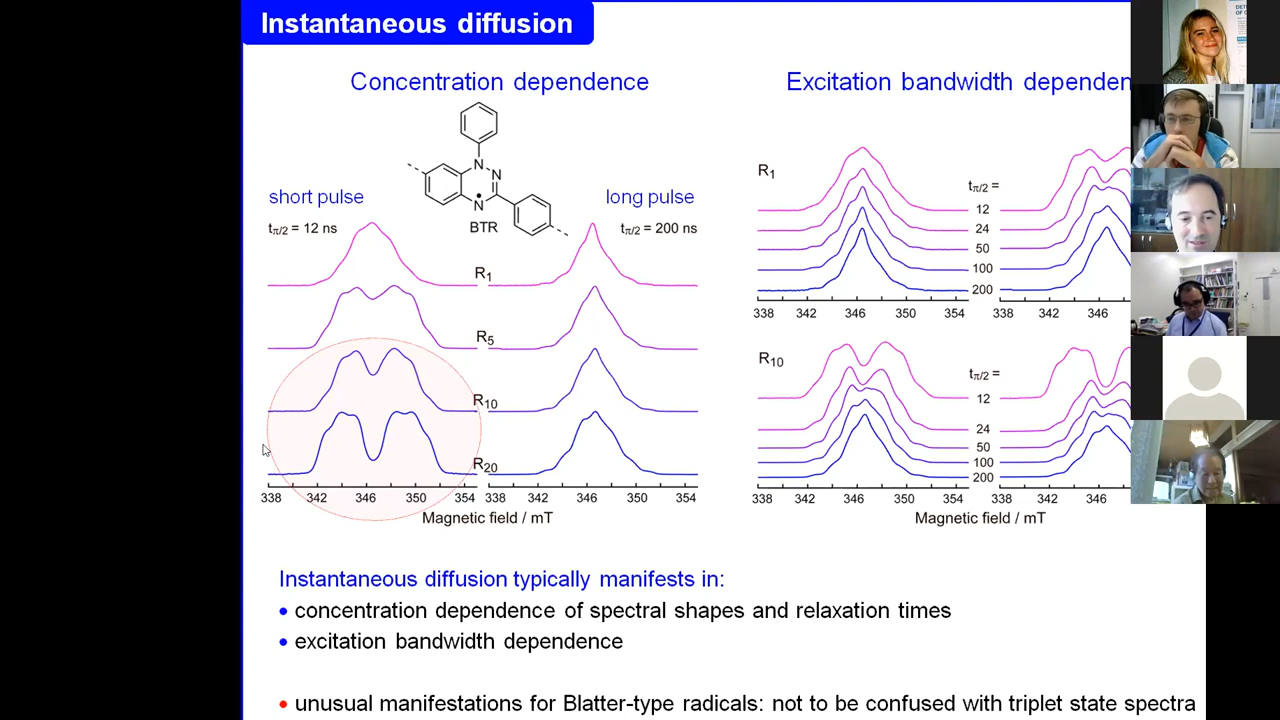 Instantaneous diffusion
Concentration dependence
Excitation bandwidth dependen
N
N
N
BTR
short pulse
long pulse
tπ/2 = 12 ns
tπ/2 = 200 ns
R1
R5
R10
R20
338 342 346 350 354 338 342 346 350 354
Magnetic field / mT
R1
tπ/2 =
12
24
50
100
200
338 342 346 350 354 338 342 346
R10
tπ/2 =
12
24
50
100
200
338 342 346 350 354 338 342 346
Magnetic field / mT
Instantaneous diffusion typically manifests in:
• concentration dependence of spectral shapes and relaxation times
• excitation bandwidth dependence
• unusual manifestations for Blatter-type radicals: not to be confused with triplet state spectra